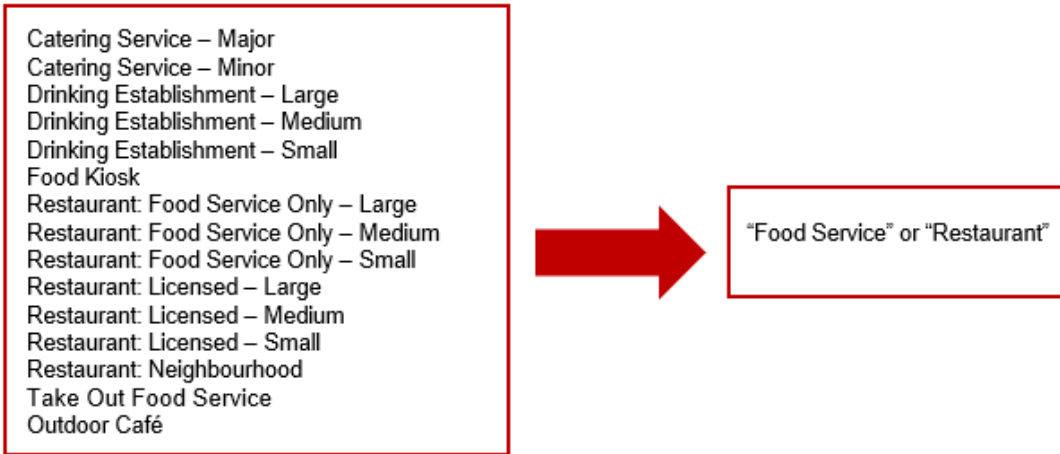 Catering Service – Major
Catering Service – Minor
Drinking Establishment – Large
Drinking Establishment – Medium
Drinking Establishment – Small
Food Kiosk
Restaurant: Food Service Only – Large
Restaurant: Food Service Only – Medium
Restaurant: Food Service Only – Small
Restaurant: Licensed – Large
Restaurant: Licensed – Medium
Restaurant: Licensed – Small
Restaurant: Neighbourhood
Take Out Food Service
Outdoor Café
“Food Service” or “Restaurant”